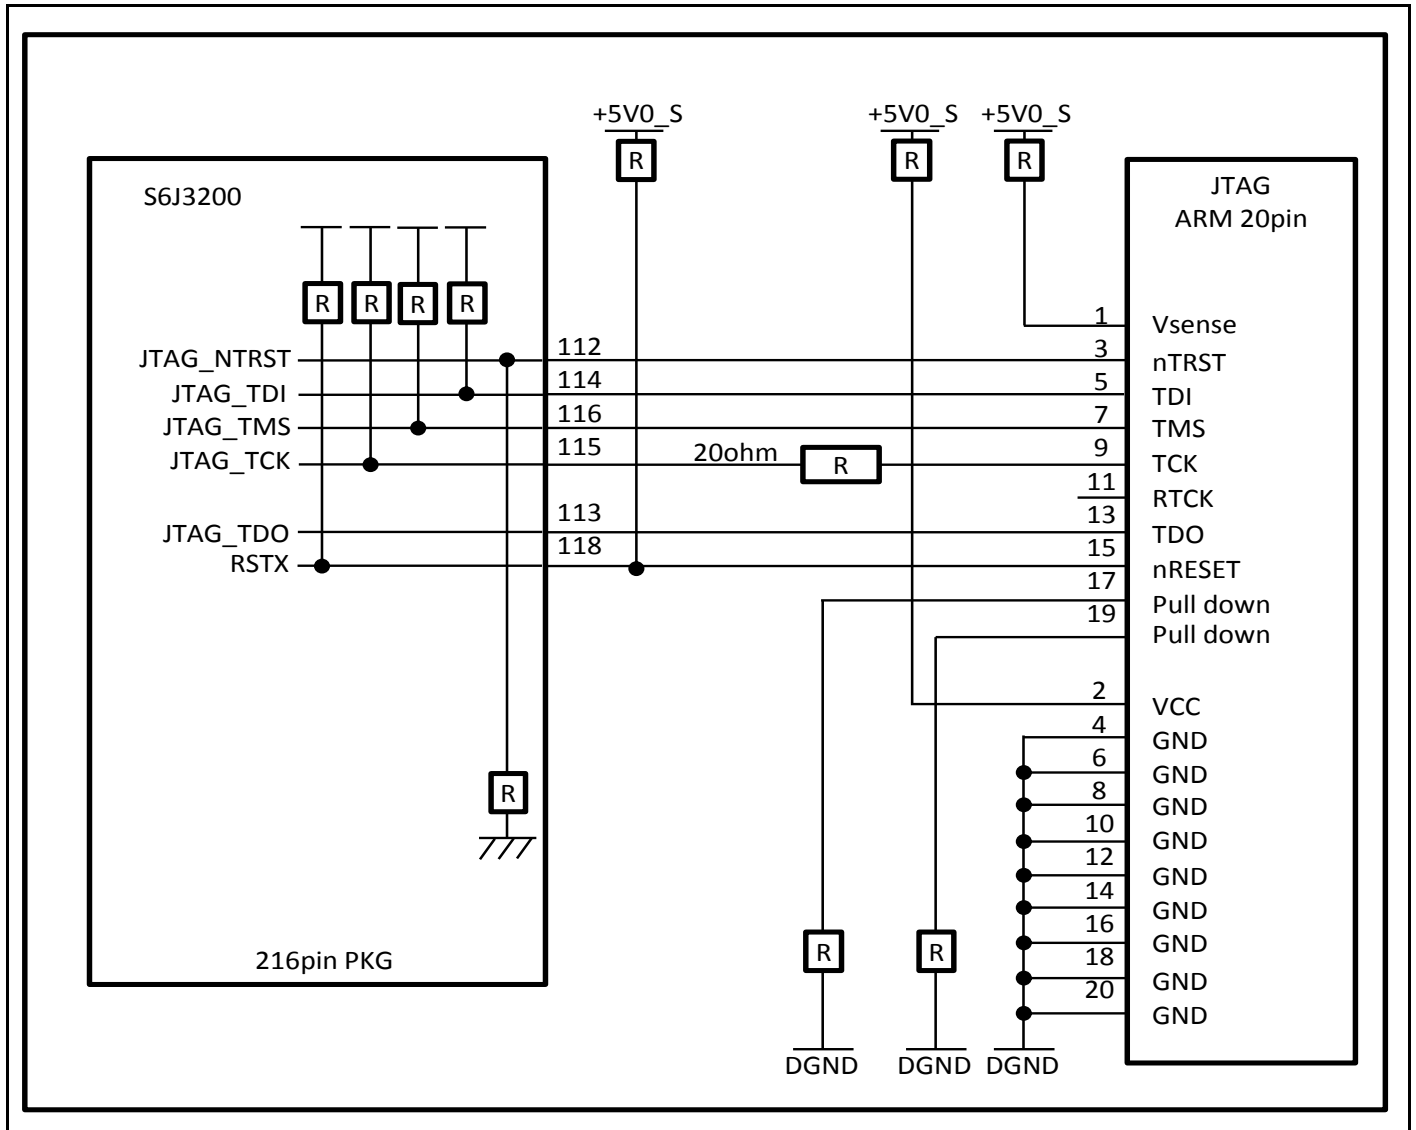 +5V0_S
+5V0_S
+5V0_S
R
R
R
S6J3200
JTAG
ARM 20pin
R
R
R
R
1
Vsense
JTAG_NTRST
112
3
nTRST
JTAG_TDI
114
5
TDI
JTAG_TMS
116
7
TMS
JTAG_TCK
115
20ohm
R
9
TCK
11
RTCK
JTAG_TDO
113
13
TDO
RSTX
118
15
nRESET
17
Pull down
19
Pull down
2
VCC
4
GND
6
GND
R
8
GND
10
GND
12
GND
14
GND
16
GND
R
R
18
GND
20
GND
216pin PKG
DGND
DGND
DGND